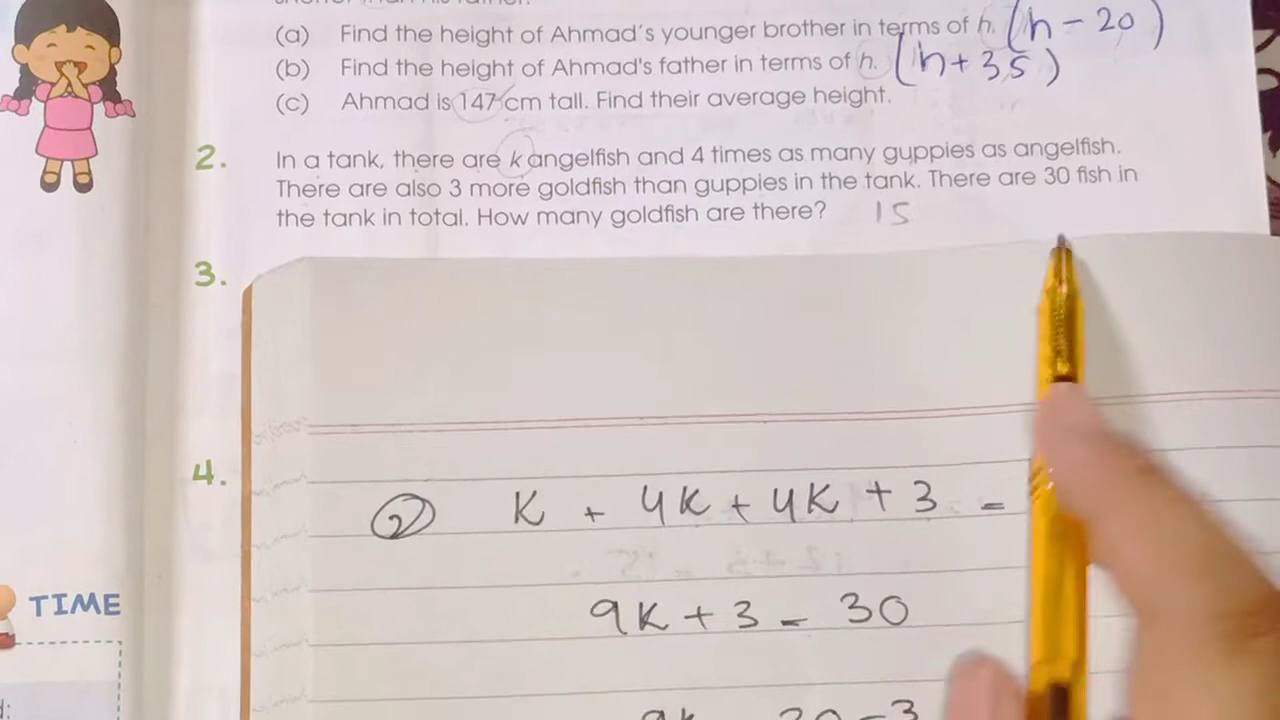 (a) Find the height of Ahmad's younger brother in terms of h. (h - 20)
(b) Find the height of Ahmad's father in terms of h. (h + 35)
(c) Ahmad is 147 cm tall. Find their average height.
2. In a tank, there are k angelfish and 4 times as many guppies as angelfish.
There are also 3 more goldfish than guppies in the tank. There are 30 fish in
the tank in total. How many goldfish are there? 15
3.
4.
② K + 4K + 4K + 3 =
9K + 3 = 30
TIME